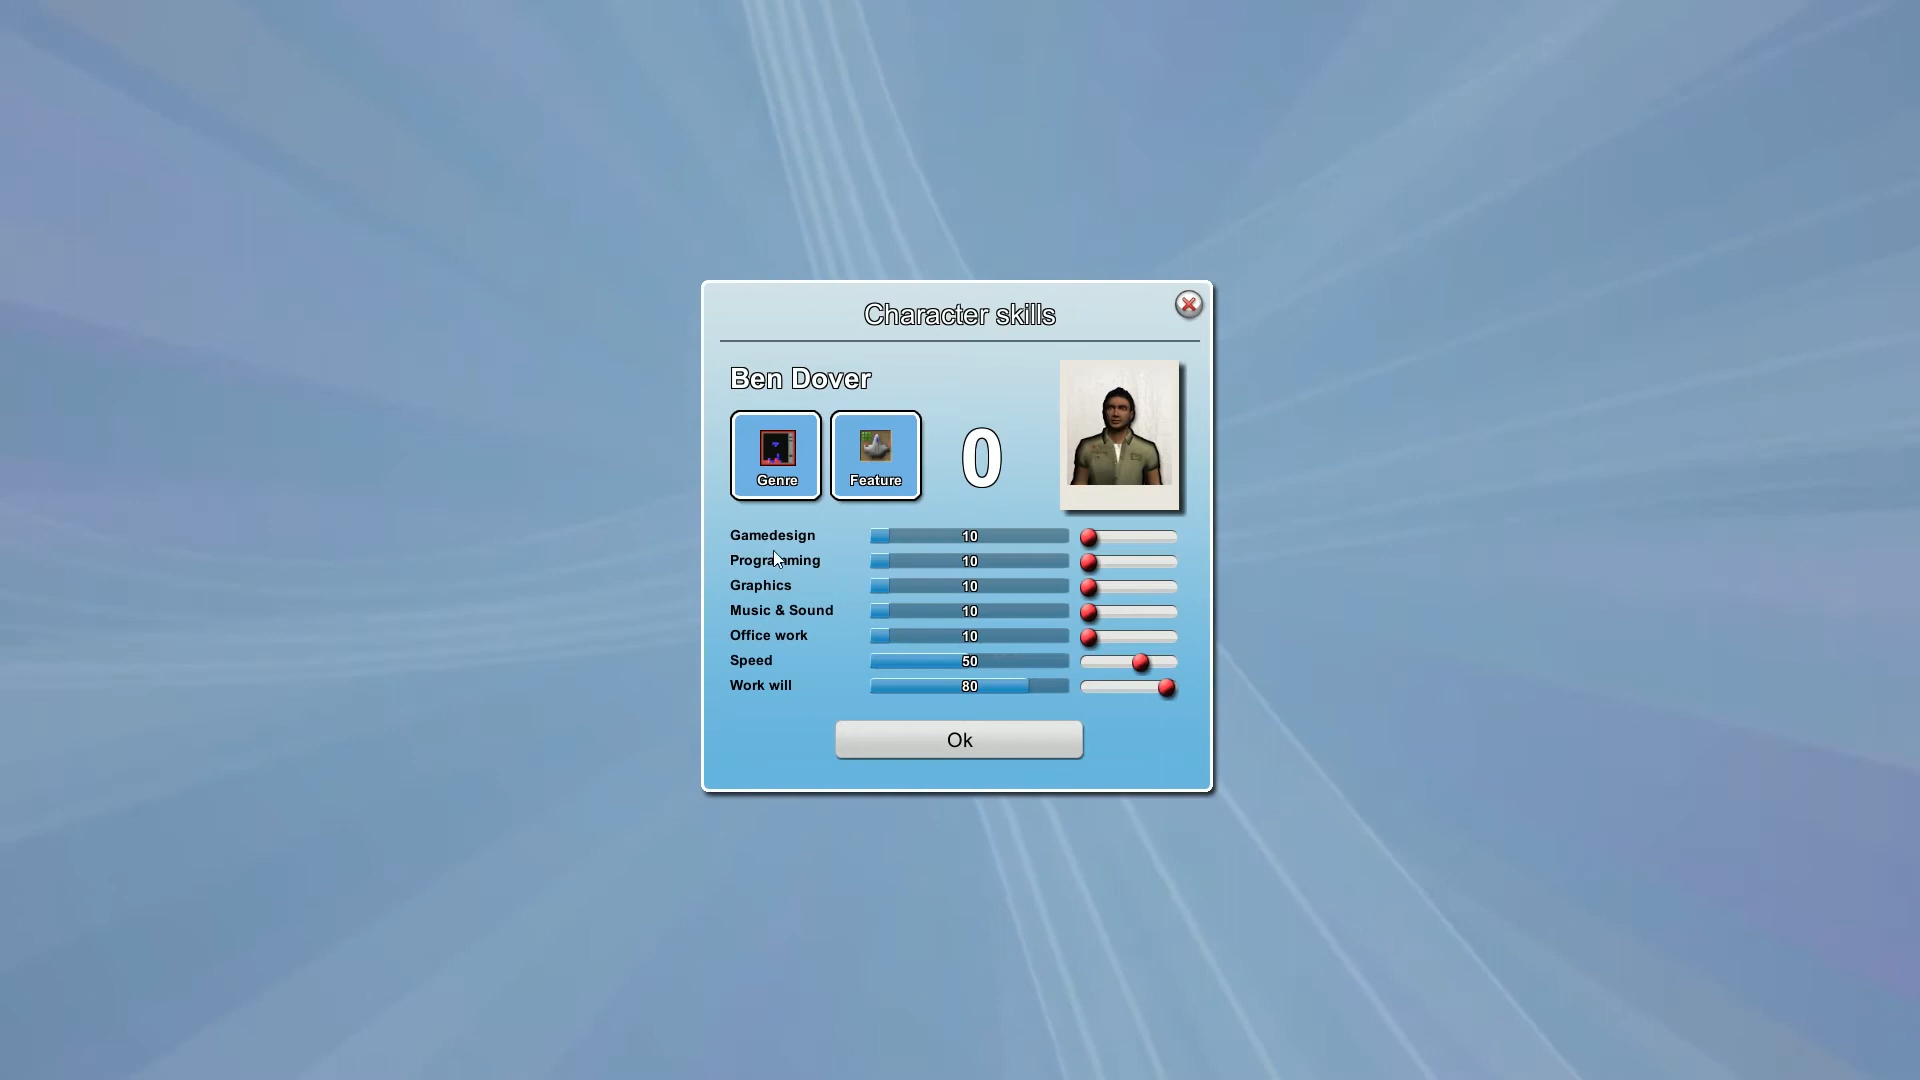 Character skills
Ben Dover
Genre
Feature
0
Gamedesign 10
Programming 10
Graphics 10
Music & Sound 10
Office work 10
Speed 50
Work will 80
Ok